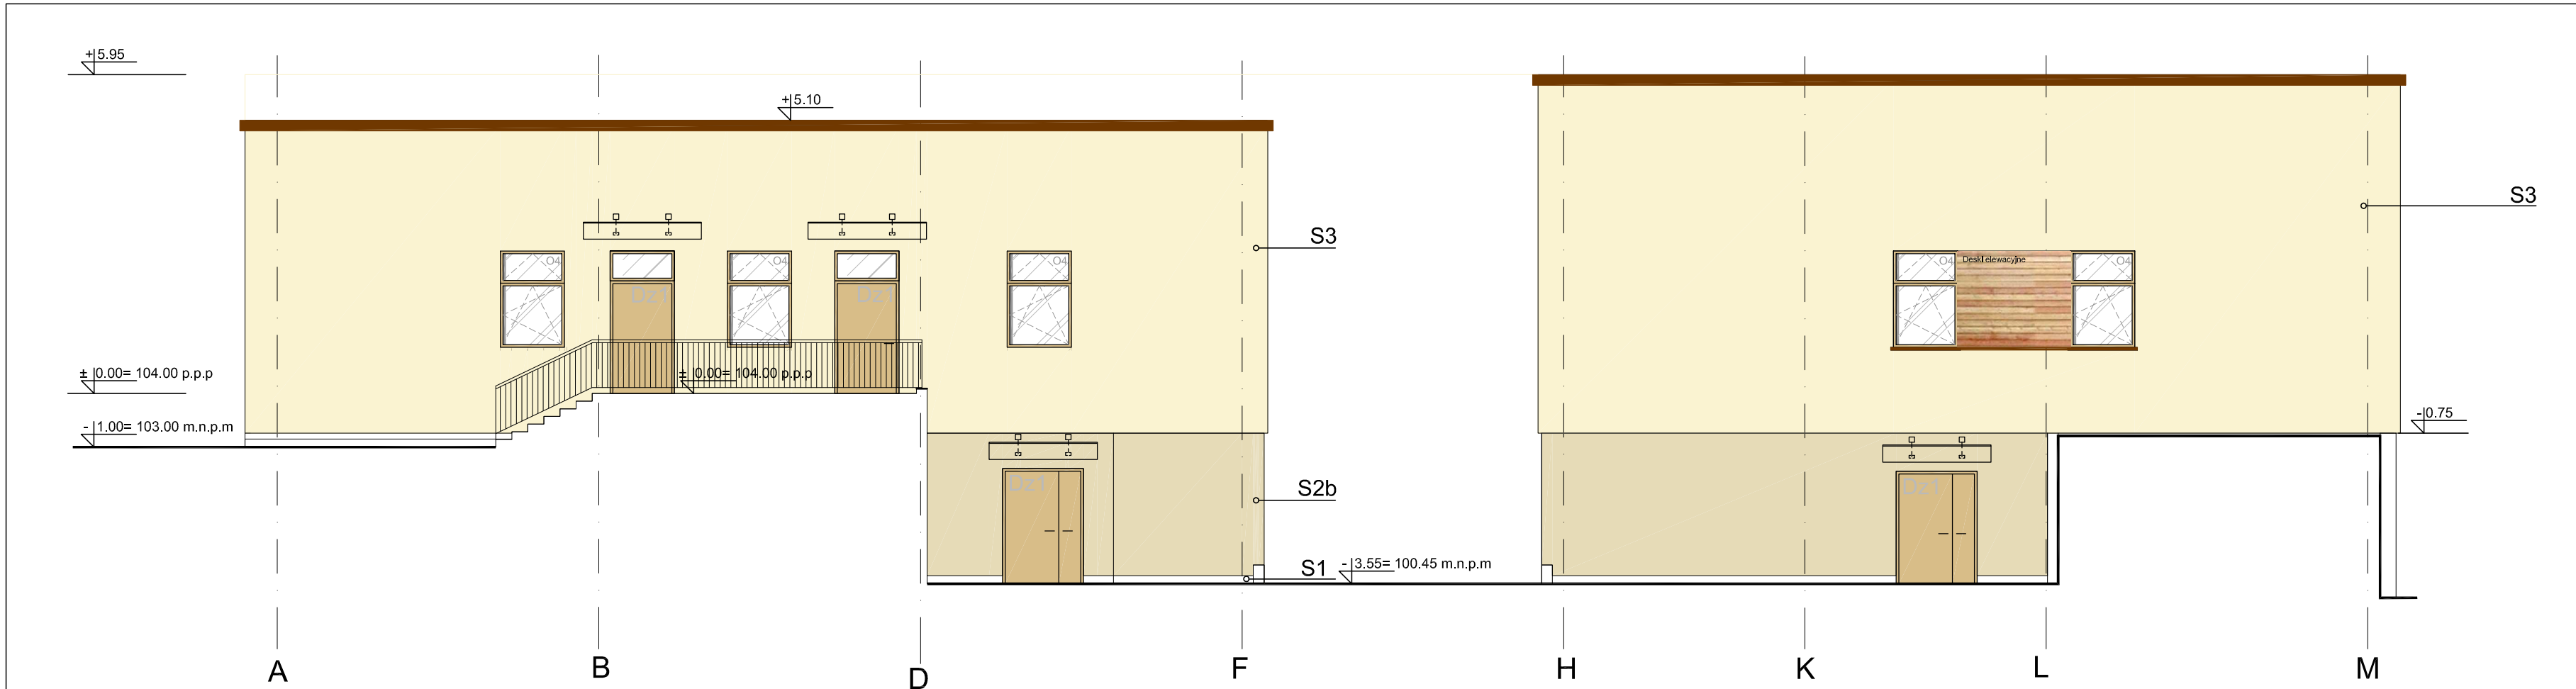 +5.95
+5.10
S3
S3
O4
Dz1
O4
Dz1
O4
O4
Deski elewacyjne
O4
± 0.00= 104.00 p.p.p
± 0.00= 104.00 p.p.p
- 1.00= 103.00 m.n.p.m
-0.75
Dz1
S2b
Dz1
S1
- 3.55= 100.45 m.n.p.m
A
B
D
F
H
K
L
M